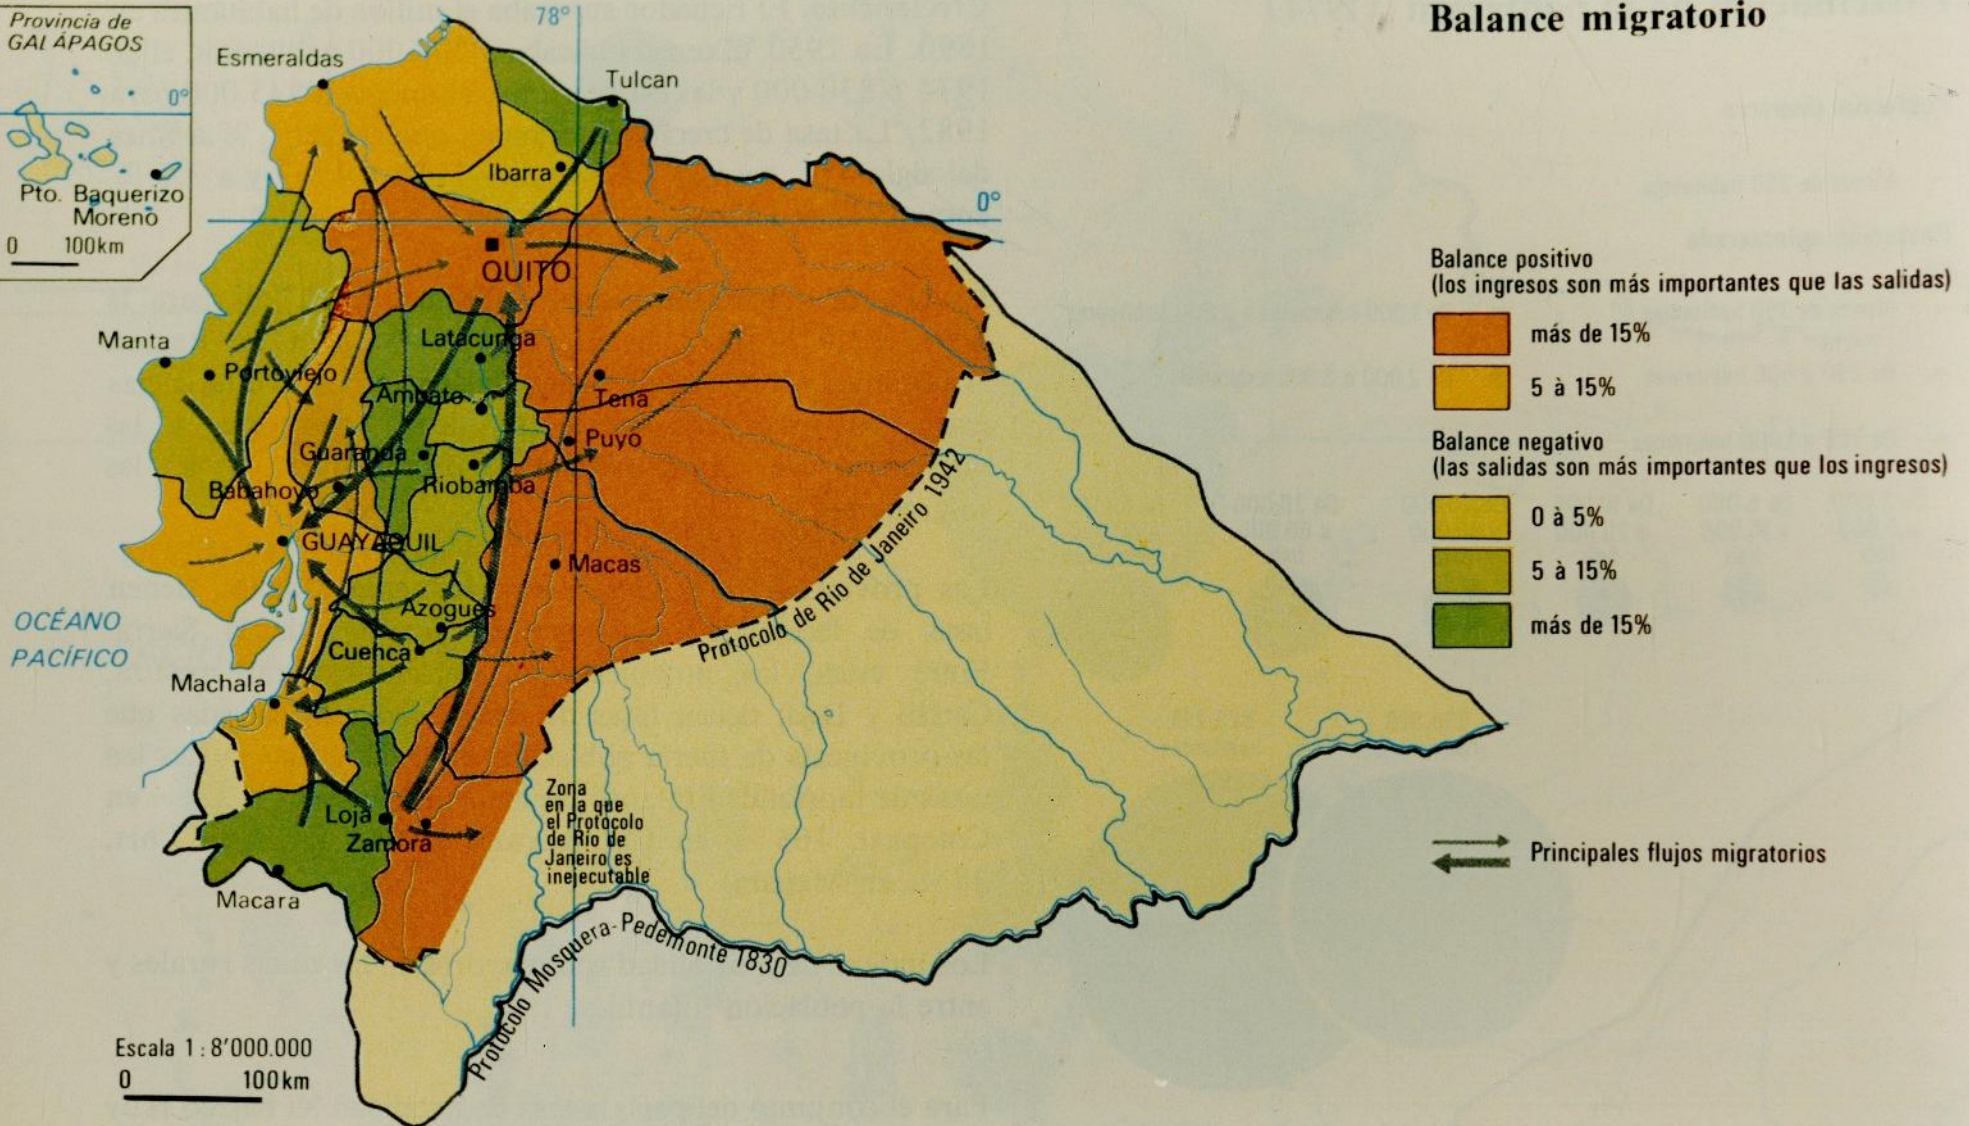 Balance migratorio
Provincia de
GALÁPAGOS
0°
Pto. Baquerizo
Moreno
0 100km
78°
Esmeraldas
Tulcan
Ibarra
0°
QUITO
Manta
Portoviejo
Latacunga
Ambato
Tena
Puyo
Guaranda
Babahoyo
Riobamba
GUAYAQUIL
Macas
Azogues
Cuenca
OCÉANO
PACÍFICO
Machala
Loja
Zamora
Macara
Protocolo de Río de Janeiro 1942
Zona
en la que
el Protocolo
de Río de
Janeiro es
inejecutable
Protocolo Mosquera-Pedemonte 1830
Escala 1:8'000.000
0 100km
Balance positivo
(los ingresos son más importantes que las salidas)
más de 15%
5 à 15%
Balance negativo
(las salidas son más importantes que los ingresos)
0 à 5%
5 à 15%
más de 15%
Principales flujos migratorios